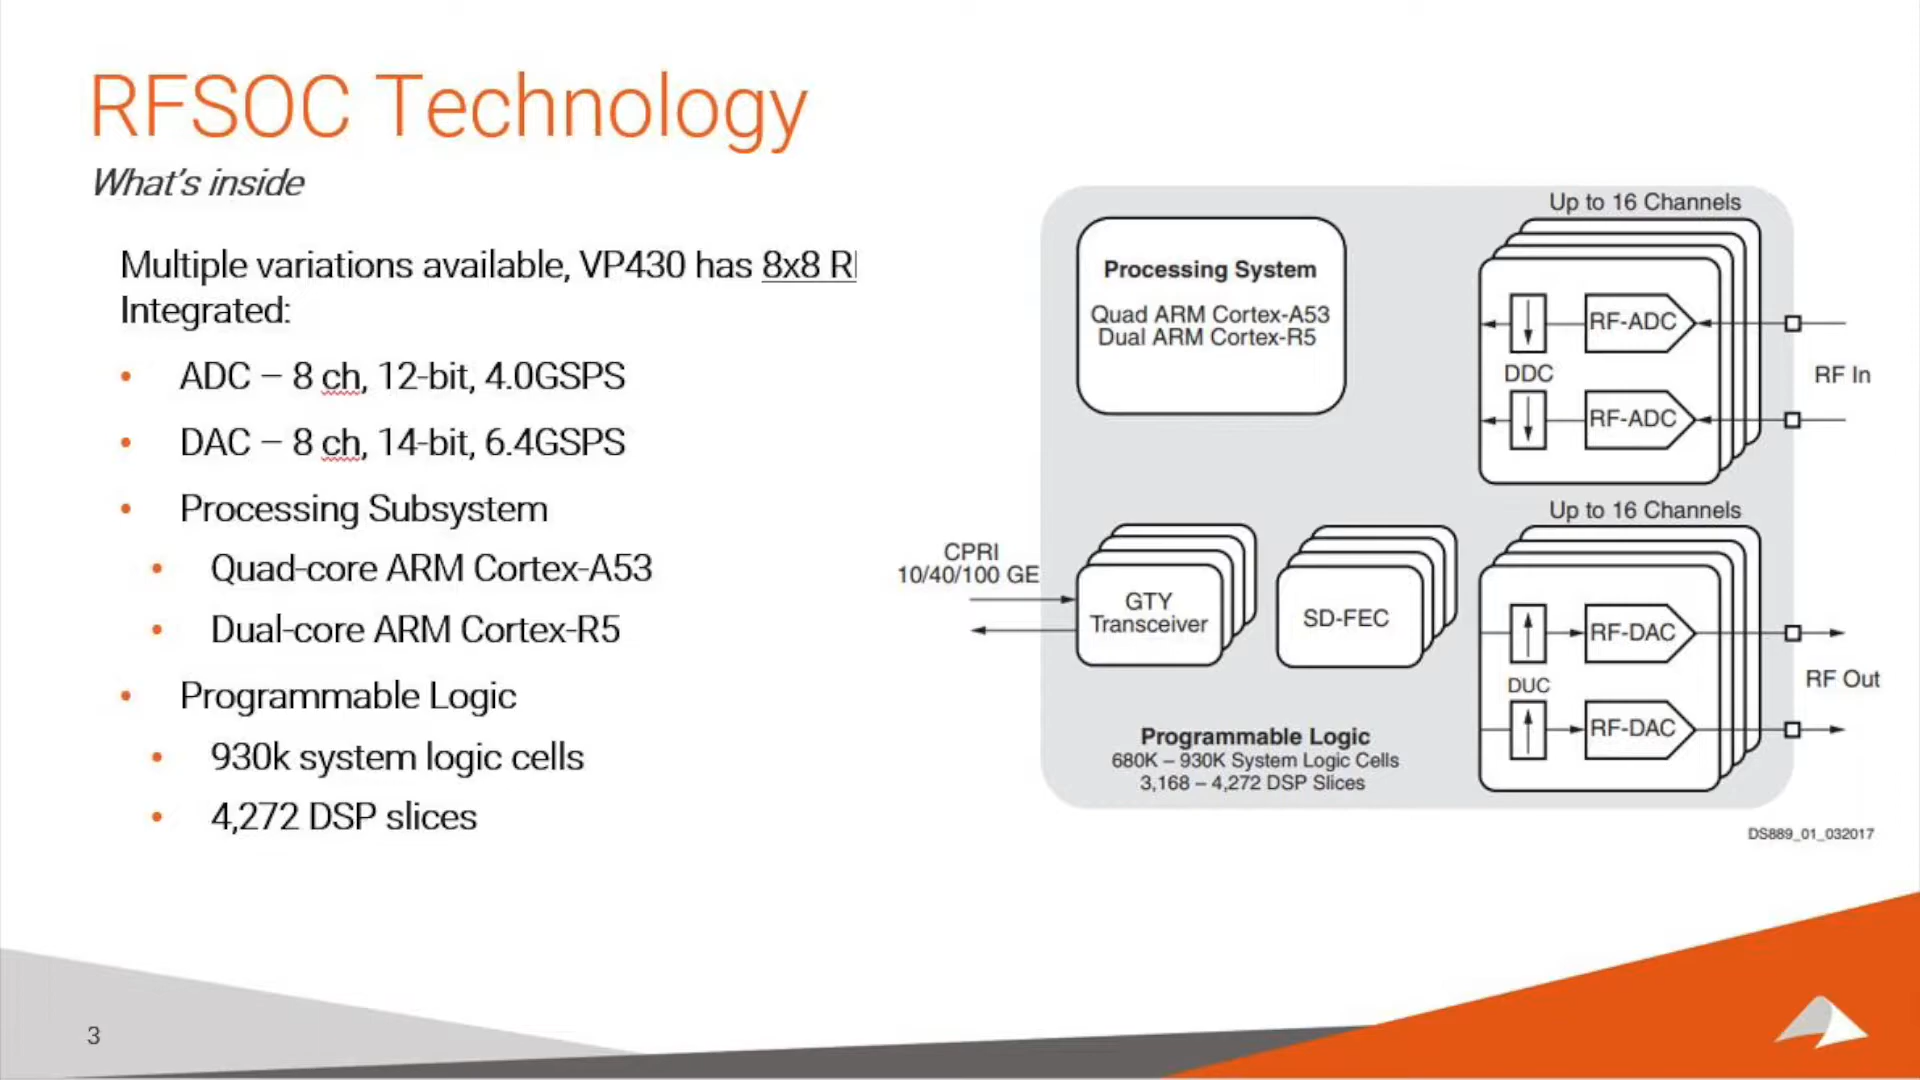 RFSOC Technology
What's inside
Multiple variations available, VP430 has 8x8
Integrated:
• ADC – 8 ch, 12-bit, 4.0GSPS
• DAC – 8 ch, 14-bit, 6.4GSPS
• Processing Subsystem
• Quad-core ARM Cortex-A53
• Dual-core ARM Cortex-R5
• Programmable Logic
• 930k system logic cells
• 4,272 DSP slices
Processing System
Quad ARM Cortex-A53
Dual ARM Cortex-R5
Up to 16 Channels
RF-ADC
DDC
RF In
RF-ADC
CPRI
10/40/100 GE
GTY
Transceiver
SD-FEC
Up to 16 Channels
RF-DAC
DUC
RF Out
RF-DAC
Programmable Logic
680K – 930K System Logic Cells
3,168 – 4,272 DSP Slices
DS889_01_032017
3